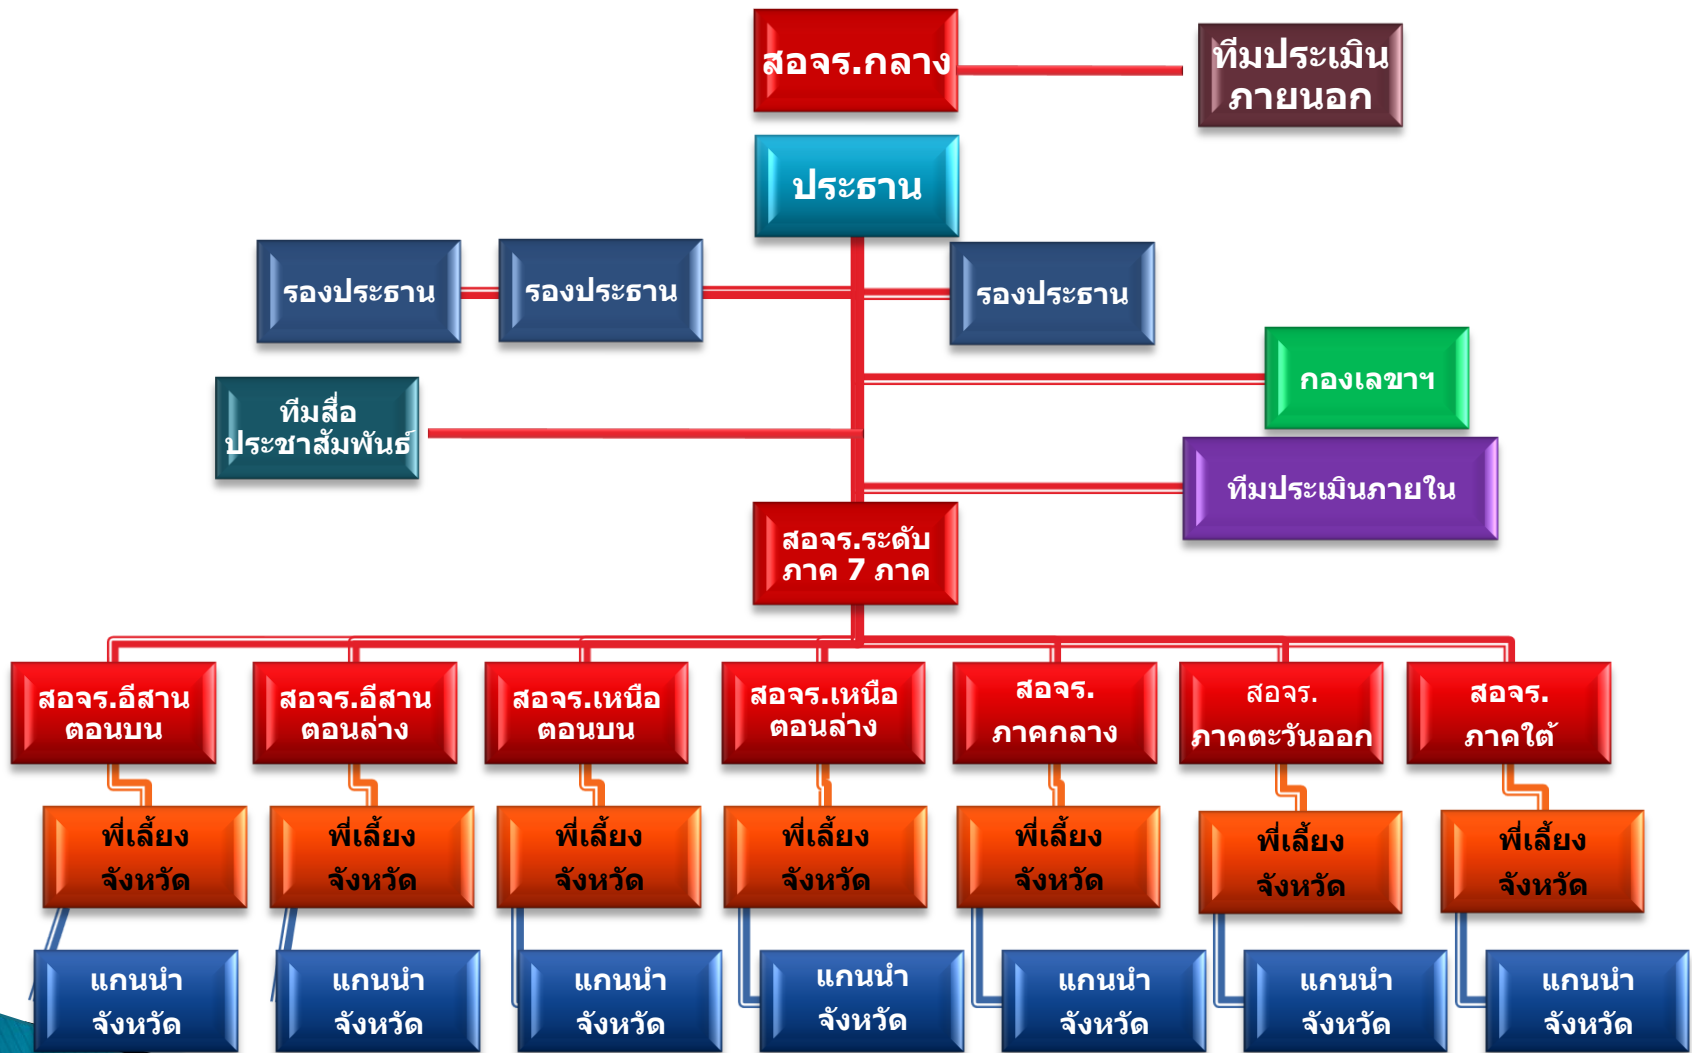 สอจร.กลาง
ทีมประเมิน
ภายนอก
ประธาน
รองประธาน
รองประธาน
รองประธาน
กองเลขาฯ
ทีมสื่อ
ประชาสัมพันธ์
ทีมประเมินภายใน
สอจร.ระดับ
ภาค 7 ภาค
สอจร.อีสาน
ตอนบน
สอจร.อีสาน
ตอนล่าง
สอจร.เหนือ
ตอนบน
สอจร.เหนือ
ตอนล่าง
สอจร.
ภาคกลาง
สอจร.
ภาคตะวันออก
สอจร.
ภาคใต้
พี่เลี้ยง
จังหวัด
พี่เลี้ยง
จังหวัด
พี่เลี้ยง
จังหวัด
พี่เลี้ยง
จังหวัด
พี่เลี้ยง
จังหวัด
พี่เลี้ยง
จังหวัด
พี่เลี้ยง
จังหวัด
แกนนำ
จังหวัด
แกนนำ
จังหวัด
แกนนำ
จังหวัด
แกนนำ
จังหวัด
แกนนำ
จังหวัด
แกนนำ
จังหวัด
แกนนำ
จังหวัด